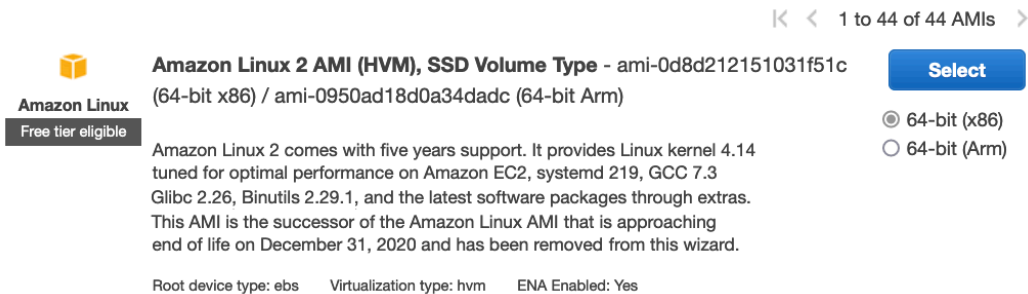 1 to 44 of 44 AMIs
Amazon Linux
Free tier eligible
Amazon Linux 2 AMI (HVM), SSD Volume Type - ami-0d8d212151031f51c
(64-bit x86) / ami-0950ad18d0a34dadc (64-bit Arm)
Amazon Linux 2 comes with five years support. It provides Linux kernel 4.14
tuned for optimal performance on Amazon EC2, systemd 219, GCC 7.3
Glibc 2.26, Binutils 2.29.1, and the latest software packages through extras.
This AMI is the successor of the Amazon Linux AMI that is approaching
end of life on December 31, 2020 and has been removed from this wizard.
Root device type: ebs Virtualization type: hvm ENA Enabled: Yes
Select
64-bit (x86)
64-bit (Arm)